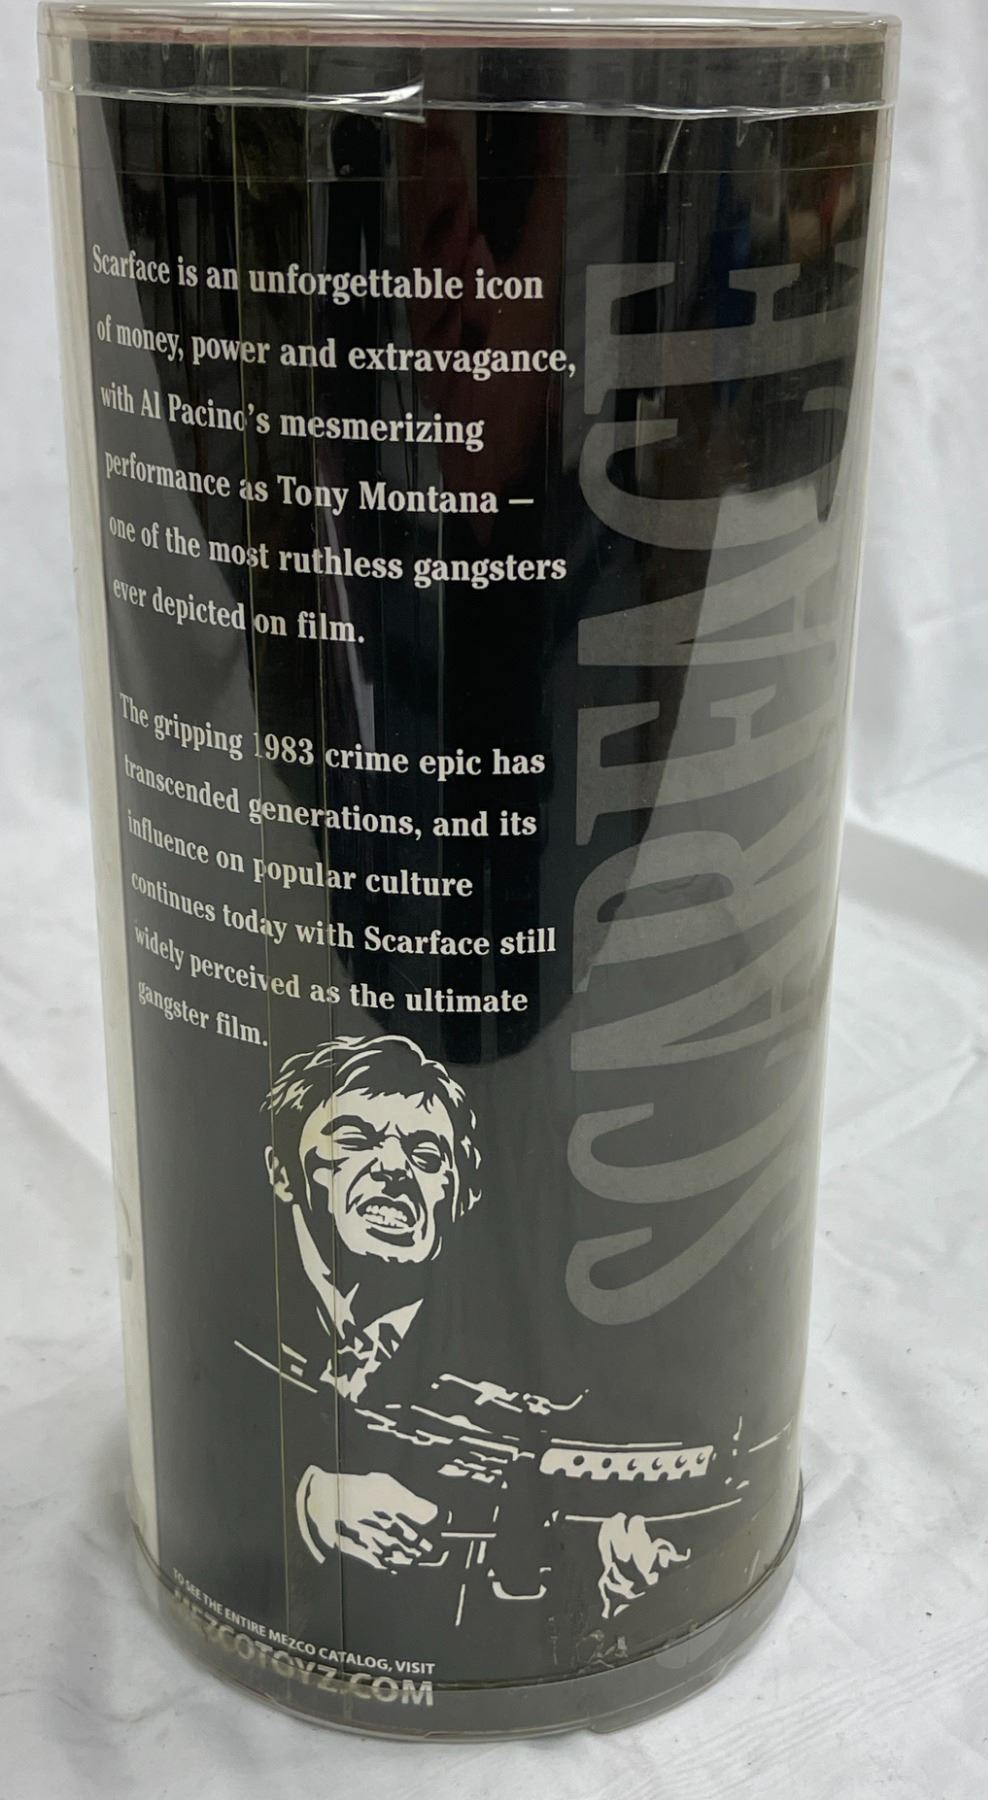 Scarface is an unforgettable icon
of money, power and extravagance,
with Al Pacino's mesmerizing
performance as Tony Montana –
one of the most ruthless gangsters
ever depicted on film.
The gripping 1983 crime epic has
transcended generations, and its
influence on popular culture
continues today with Scarface still
widely perceived as the ultimate
gangster film.
SCARFACE
TO SEE THE ENTIRE MEZCO CATALOG, VISIT
MEZCOTOYZ.COM